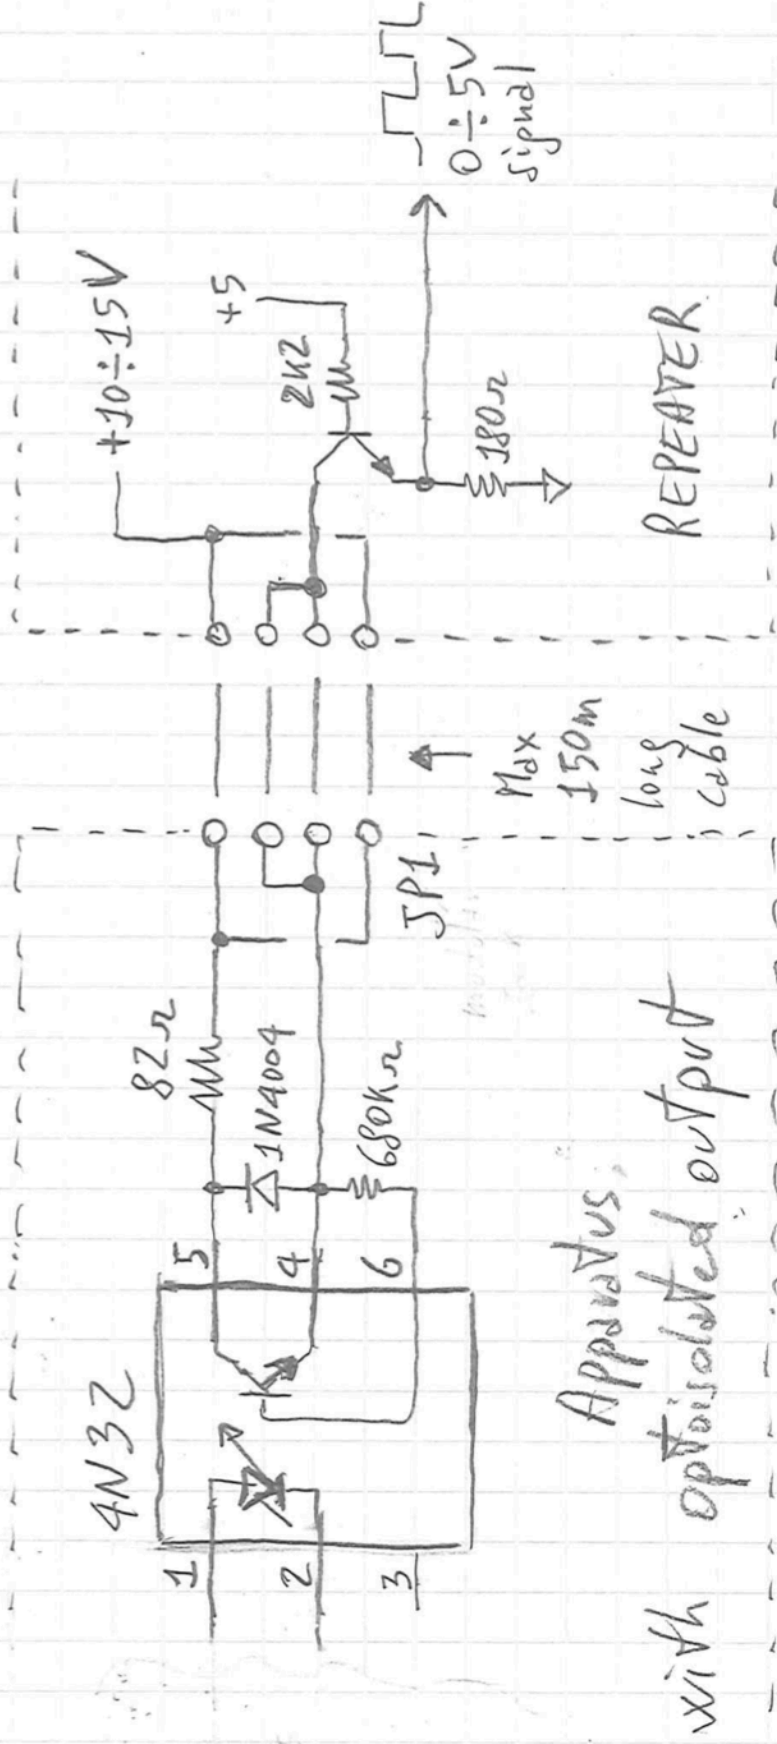 4N32
1
2
3
5
4
6
82Ω
1N4004
680KΩ
JP1
Apparatus
with optoisolated output
Max
150m
long
cable
+10÷15V
+5
2K2
180Ω
REPEATER
0÷5V
signal